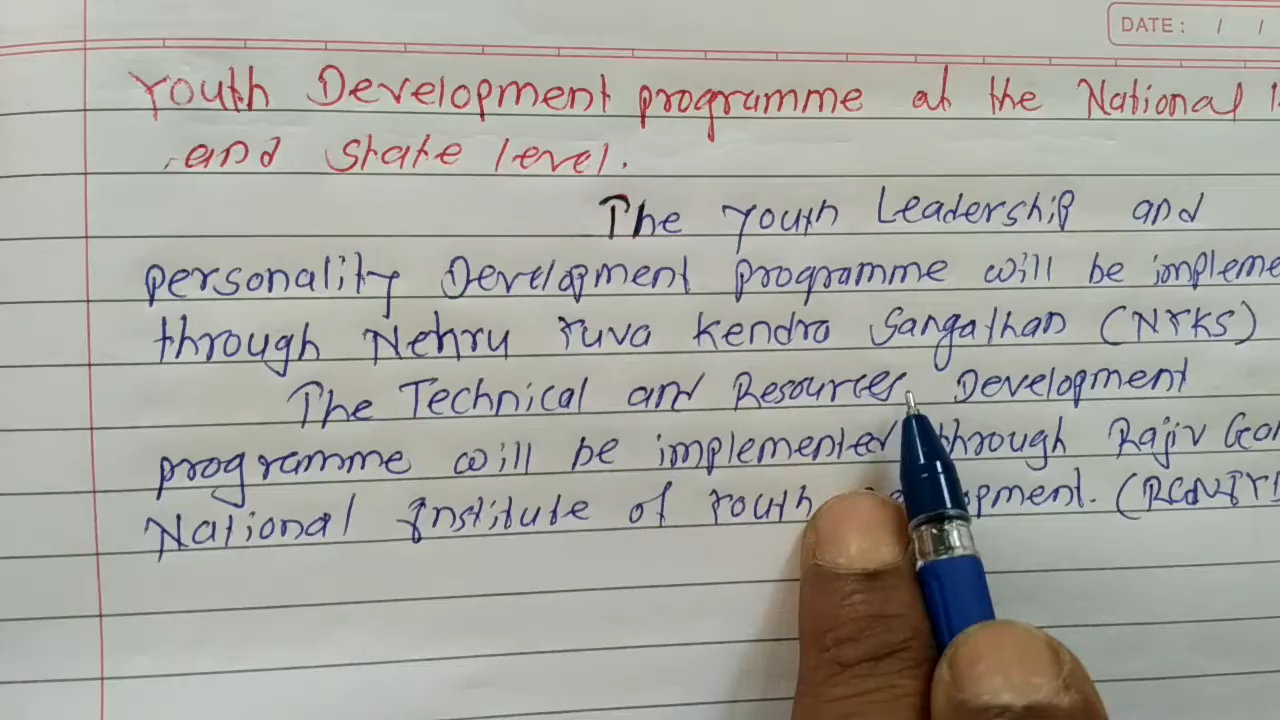 DATE: / /
Youth Development programme at the National
and state level.
The Youth Leadership and
personality Development programme will be impleme
through Nehru Yuva Kendra Sangathan (NYKS)
The Technical and Resources Development
programme will be implemented through Rajiv Gan
National Institute of Youth pment. (RGNIY